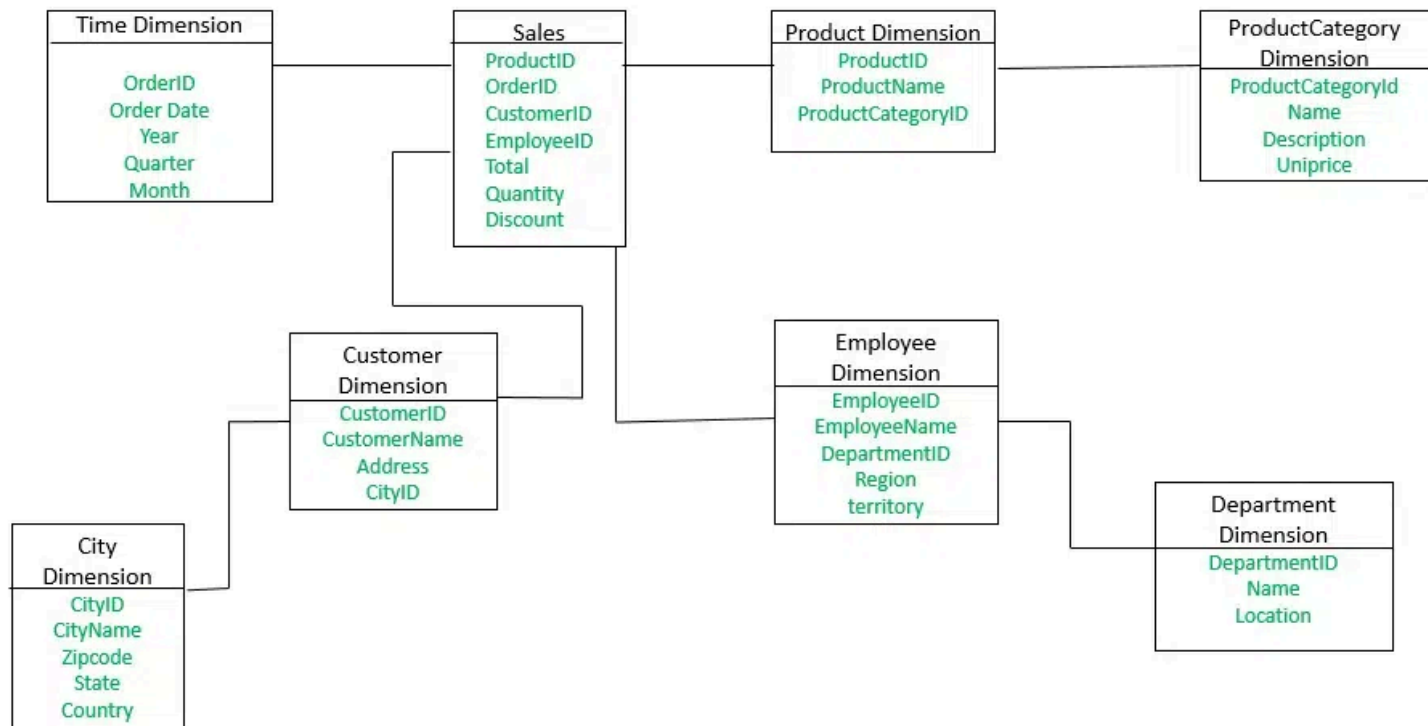 Time Dimension
OrderID
Order Date
Year
Quarter
Month
Sales
ProductID
OrderID
CustomerID
EmployeeID
Total
Quantity
Discount
Product Dimension
ProductID
ProductName
ProductCategoryID
ProductCategory
Dimension
ProductCategoryId
Name
Description
Uniprice
Customer
Dimension
CustomerID
CustomerName
Address
CityID
Employee
Dimension
EmployeeID
EmployeeName
DepartmentID
Region
territory
City
Dimension
CityID
CityName
Zipcode
State
Country
Department
Dimension
DepartmentID
Name
Location